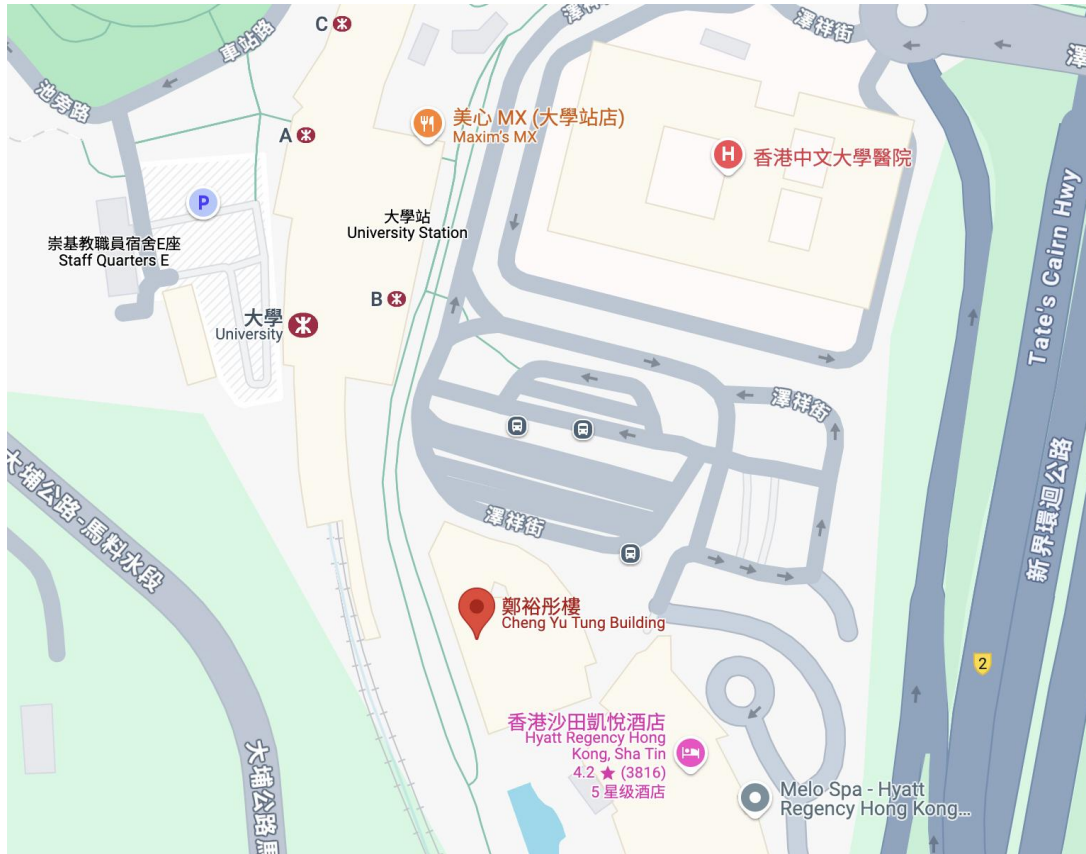 C
澤祥街
澤祥街
澤
車站路
池旁路
美心 MX (大學站店)
Maxim's MX
A
H
香港中文大學醫院
P
大學站
University Station
崇基教職員宿舍E座
Staff Quarters E
B
大學
University
Tate's Cairn Hwy
澤祥街
新界環迴公路
大埔公路-馬料水段
澤祥街
鄭裕彤樓
Cheng Yu Tung Building
2
香港沙田凱悅酒店
Hyatt Regency Hong
Kong, Sha Tin
4.2 ★ (3816)
5 星级酒店
大埔公路馬
Melo Spa - Hyatt
Regency Hong Kong...